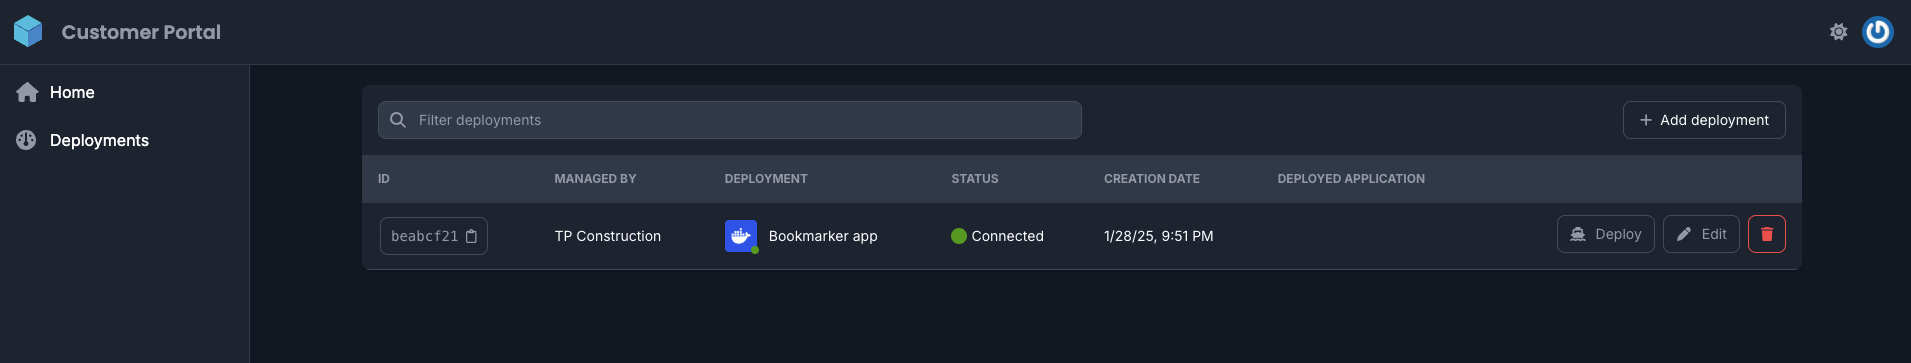 Customer Portal
Home
Deployments
Filter deployments
Add deployment
ID MANAGED BY DEPLOYMENT STATUS CREATION DATE DEPLOYED APPLICATION
beabcf21 TP Construction Bookmarker app Connected 1/28/25, 9:51 PM Deploy Edit